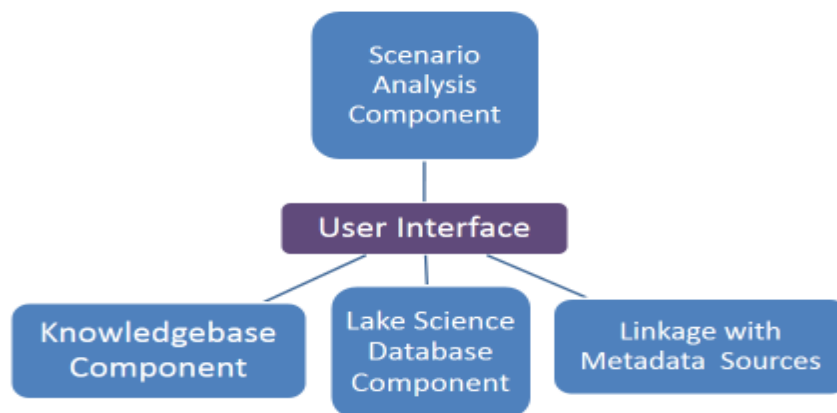 Scenario
Analysis
Component
User Interface
Knowledgebase
Component
Lake Science
Database
Component
Linkage with
Metadata Sources